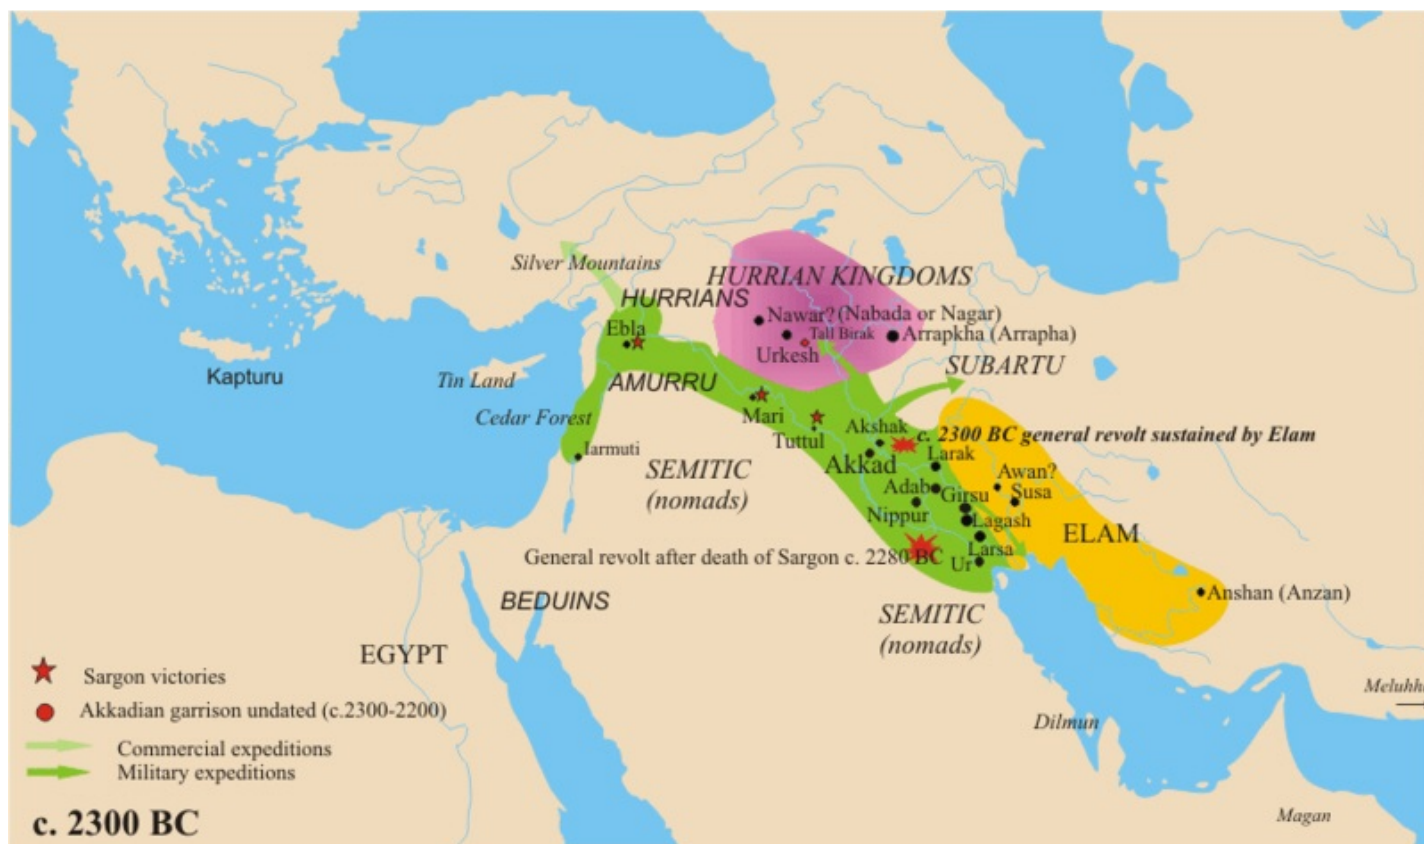 Silver Mountains
HURRIAN KINGDOMS
HURRIANS
Nawar? (Nabada or Nagar)
Ebla
Tall Birak
Arrapkha (Arrapha)
Urkesh
SUBARTU
Kapturu
Tin Land
AMURRU
Cedar Forest
Mari
Tuttul
Akshak
c. 2300 BC general revolt sustained by Elam
Iarmuti
Akkad
Larak
SEMITIC
(nomads)
Awan?
Adab
Girsu
Susa
Nippur
Lagash
ELAM
General revolt after death of Sargon c. 2280 BC
Larsa
Ur
Anshan (Anzan)
BEDUINS
SEMITIC
(nomads)
EGYPT
Sargon victories
Akkadian garrison undated (c.2300-2200)
Dilmun
Commercial expeditions
Military expeditions
Magan
c. 2300 BC